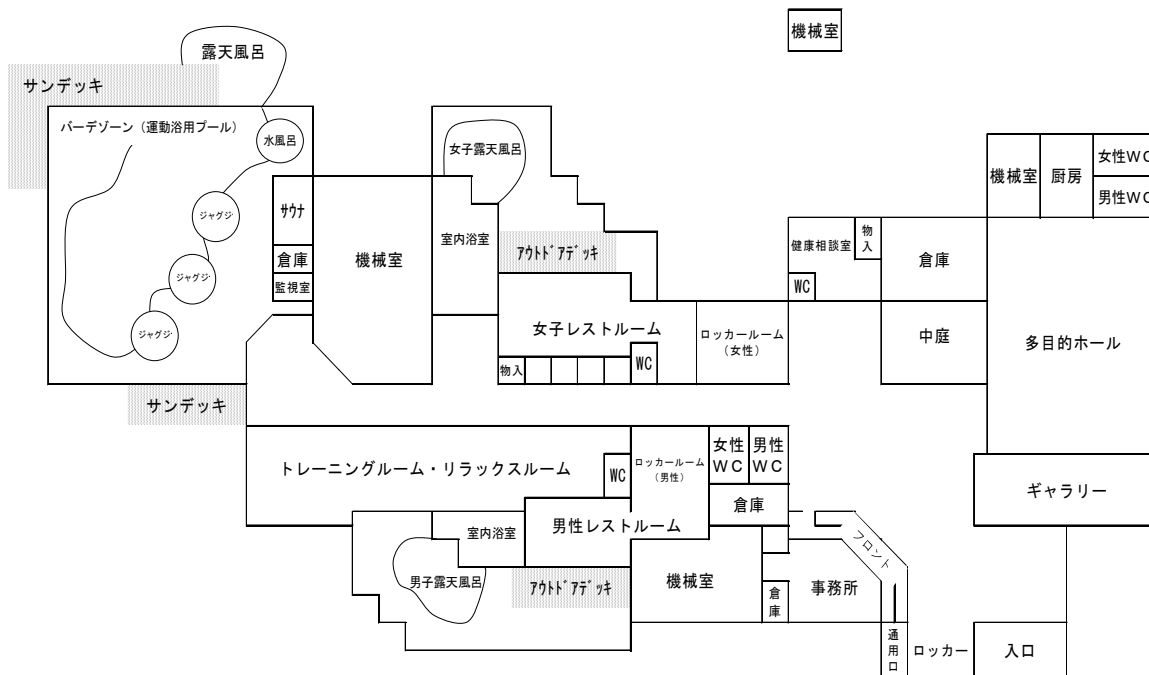 機械室
露天風呂
サンデッキ
バーデゾーン（運動浴用プール）
水風呂
女子露天風呂
機械室
厨房
女性ＷＣ
男性ＷＣ
サウナ
ジャグジ
室内浴室
アウトドアデッキ
健康相談室
物入
倉庫
倉庫
機械室
監視室
ジャグジ
WC
ジャグジ
女子レストルーム
ロッカールーム
（女性）
中庭
多目的ホール
物入
WC
サンデッキ
トレーニングルーム・リラックスルーム
WC
ロッカールーム
（男性）
女性
ＷＣ
男性
ＷＣ
ギャラリー
倉庫
室内浴室
男性レストルーム
フロント
男子露天風呂
アウトドアデッキ
機械室
倉庫
事務所
通用口
ロッカー
入口